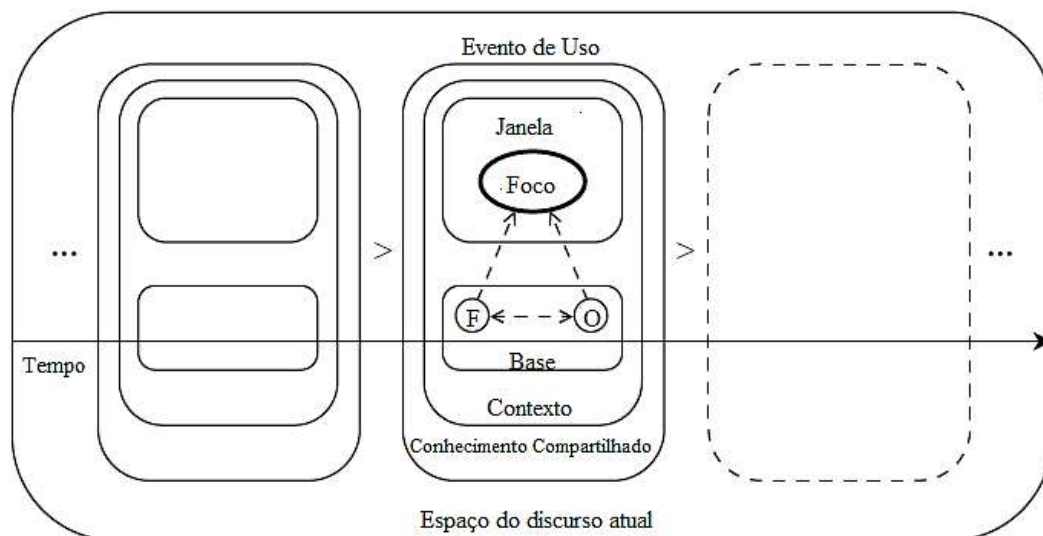 Evento de Uso
Janela
Foco
...
>
>
...
F
O
Tempo
Base
Contexto
Conhecimento Compartilhado
Espaço do discurso atual